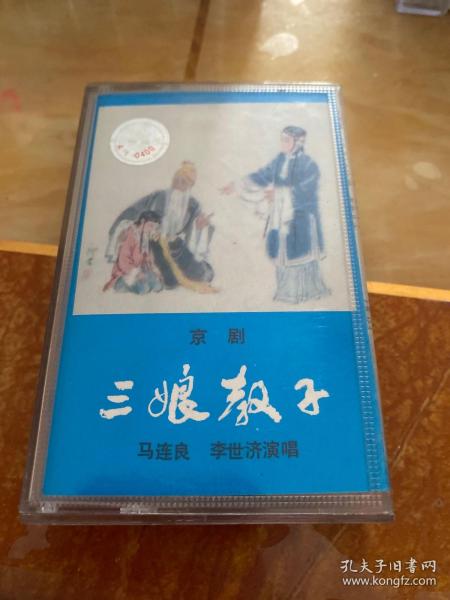 京 剧
三娘教子
马连良 李世济演唱
孔夫子旧书网
www.kongfz.com